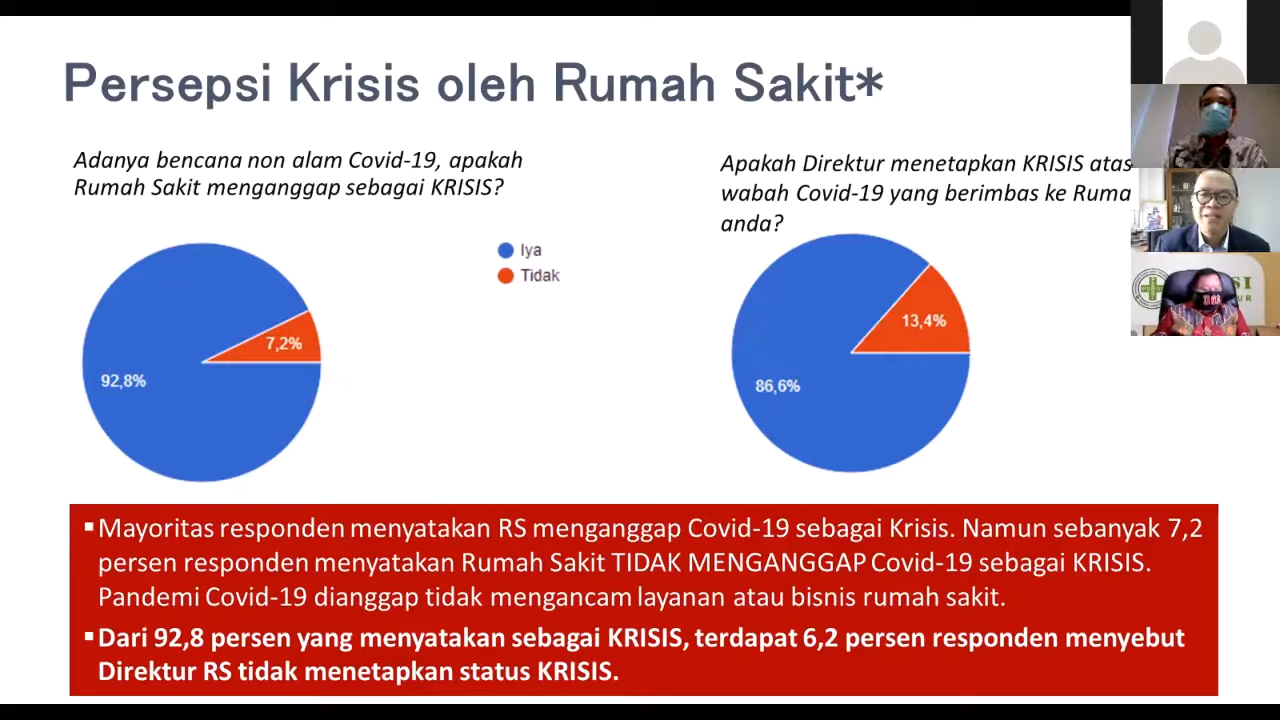 Persepsi Krisis oleh Rumah Sakit*
Adanya bencana non alam Covid-19, apakah
Rumah Sakit menganggap sebagai KRISIS?
Iya
Tidak
7,2%
92,8%
Apakah Direktur menetapkan KRISIS atas
wabah Covid-19 yang berimbas ke Ruma
anda?
13,4%
86,6%
▪Mayoritas responden menyatakan RS menganggap Covid-19 sebagai Krisis. Namun sebanyak 7,2
persen responden menyatakan Rumah Sakit TIDAK MENGANGGAP Covid-19 sebagai KRISIS.
Pandemi Covid-19 dianggap tidak mengancam layanan atau bisnis rumah sakit.
▪Dari 92,8 persen yang menyatakan sebagai KRISIS, terdapat 6,2 persen responden menyebut
Direktur RS tidak menetapkan status KRISIS.